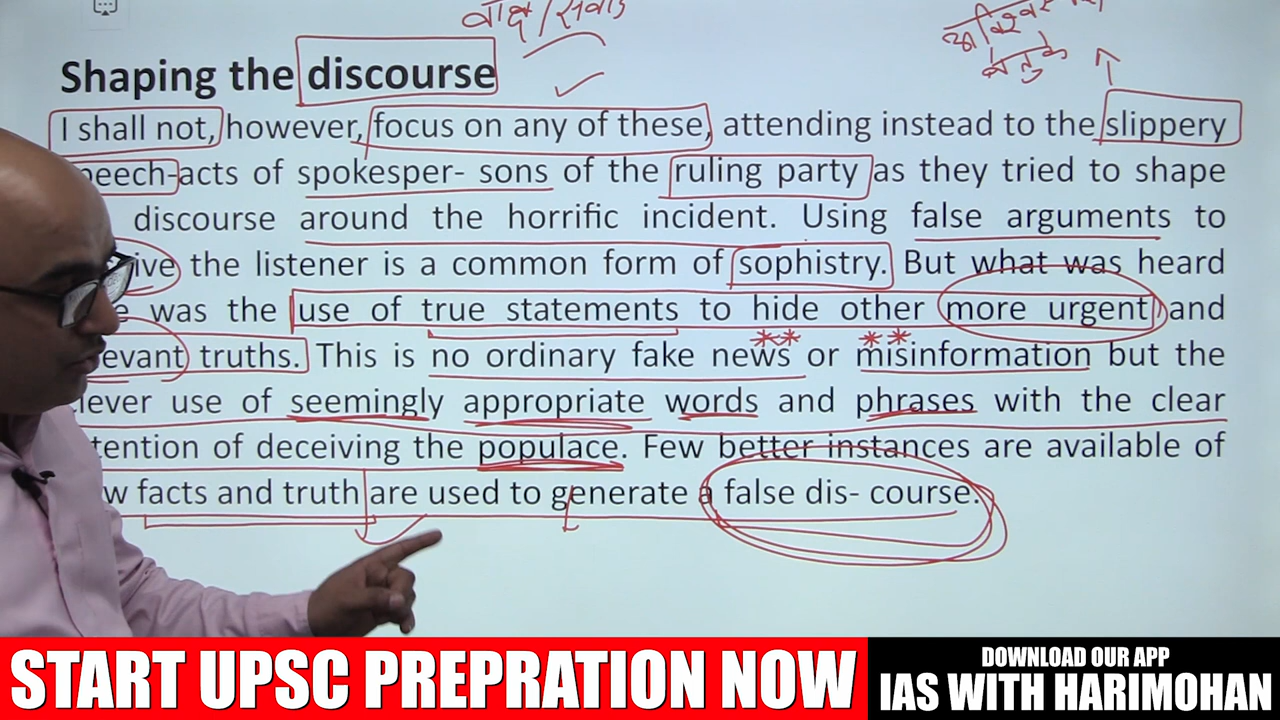 वाद / संवाद
Shaping the discourse
I shall not, however, focus on any of these, attending instead to the slippery
peech-acts of spokesper- sons of the ruling party as they tried to shape
discourse around the horrific incident. Using false arguments to
ive the listener is a common form of sophistry. But what was heard
e was the use of true statements to hide other more urgent and
evant truths. This is no ordinary fake news or misinformation but the
lever use of seemingly appropriate words and phrases with the clear
tention of deceiving the populace. Few better instances are available of
w facts and truth are used to generate a false dis- course.
START UPSC PREPRATION NOW
DOWNLOAD OUR APP
IAS WITH HARIMOHAN